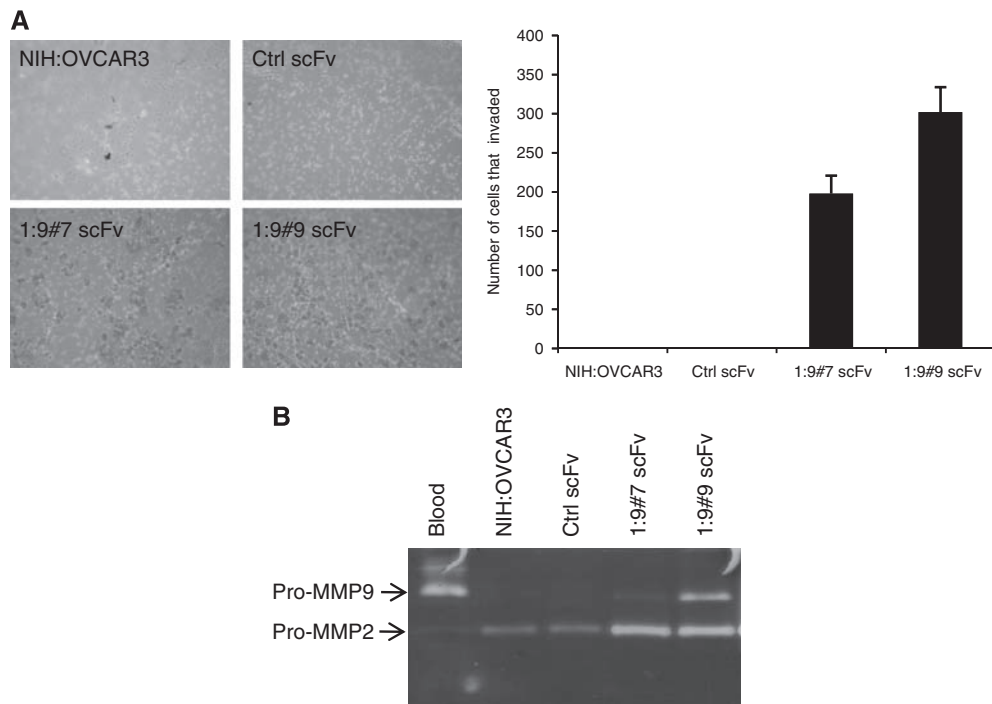 A
NIH:OVCAR3
Ctrl scFv
1:9#7 scFv
1:9#9 scFv
Number of cells that invaded
400
350
300
250
200
150
100
50
0
NIH:OVCAR3
Ctrl scFv
1:9#7 scFv
1:9#9 scFv
B
Blood
NIH:OVCAR3
Ctrl scFv
1:9#7 scFv
1:9#9 scFv
Pro-MMP9
Pro-MMP2